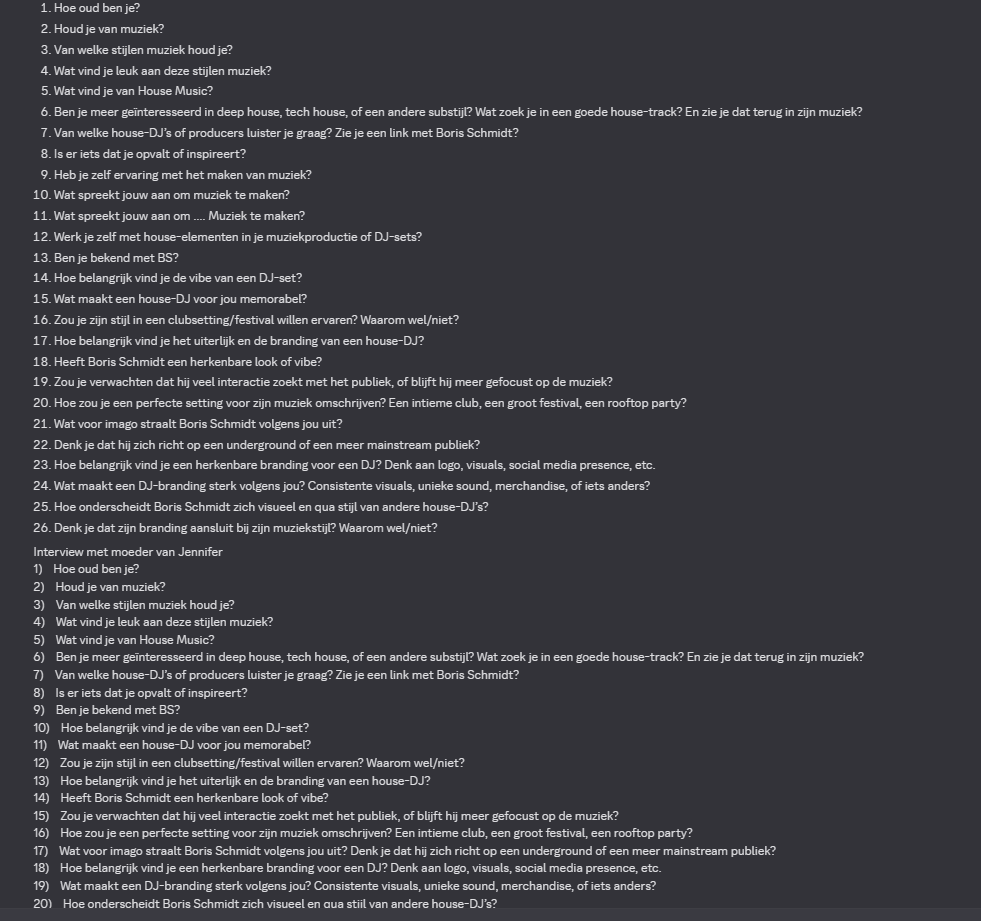 1. Hoe oud ben je?
2. Houd je van muziek?
3. Van welke stijlen muziek houd je?
4. Wat vind je leuk aan deze stijlen muziek?
5. Wat vind je van House Music?
6. Ben je meer geïnteresseerd in deep house, tech house, of een andere substijl? Wat zoek je in een goede house-track? En zie je dat terug in zijn muziek?
7. Van welke house-DJ's of producers luister je graag? Zie je een link met Boris Schmidt?
8. Is er iets dat je opvalt of inspireert?
9. Heb je zelf ervaring met het maken van muziek?
10. Wat spreekt jouw aan om muziek te maken?
11. Wat spreekt jouw aan om .... Muziek te maken?
12. Werk je zelf met house-elementen in je muziekproductie of DJ-sets?
13. Ben je bekend met BS?
14. Hoe belangrijk vind je de vibe van een DJ-set?
15. Wat maakt een house-DJ voor jou memorabel?
16. Zou je zijn stijl in een clubsetting/festival willen ervaren? Waarom wel/niet?
17. Hoe belangrijk vind je het uiterlijk en de branding van een house-DJ?
18. Heeft Boris Schmidt een herkenbare look of vibe?
19. Zou je verwachten dat hij veel interactie zoekt met het publiek, of blijft hij meer gefocust op de muziek?
20. Hoe zou je een perfecte setting voor zijn muziek omschrijven? Een intieme club, een groot festival, een rooftop party?
21. Wat voor imago straalt Boris Schmidt volgens jou uit?
22. Denk je dat hij zich richt op een underground of een meer mainstream publiek?
23. Hoe belangrijk vind je een herkenbare branding voor een DJ? Denk aan logo, visuals, social media presence, etc.
24. Wat maakt een DJ-branding sterk volgens jou? Consistente visuals, unieke sound, merchandise, of iets anders?
25. Hoe onderscheidt Boris Schmidt zich visueel en qua stijl van andere house-DJ's?
26. Denk je dat zijn branding aansluit bij zijn muziekstijl? Waarom wel/niet?
Interview met moeder van Jennifer
1) Hoe oud ben je?
2) Houd je van muziek?
3) Van welke stijlen muziek houd je?
4) Wat vind je leuk aan deze stijlen muziek?
5) Wat vind je van House Music?
6) Ben je meer geïnteresseerd in deep house, tech house, of een andere substijl? Wat zoek je in een goede house-track? En zie je dat terug in zijn muziek?
7) Van welke house-DJ's of producers luister je graag? Zie je een link met Boris Schmidt?
8) Is er iets dat je opvalt of inspireert?
9) Ben je bekend met BS?
10) Hoe belangrijk vind je de vibe van een DJ-set?
11) Wat maakt een house-DJ voor jou memorabel?
12) Zou je zijn stijl in een clubsetting/festival willen ervaren? Waarom wel/niet?
13) Hoe belangrijk vind je het uiterlijk en de branding van een house-DJ?
14) Heeft Boris Schmidt een herkenbare look of vibe?
15) Zou je verwachten dat hij veel interactie zoekt met het publiek, of blijft hij meer gefocust op de muziek?
16) Hoe zou je een perfecte setting voor zijn muziek omschrijven? Een intieme club, een groot festival, een rooftop party?
17) Wat voor imago straalt Boris Schmidt volgens jou uit? Denk je dat hij zich richt op een underground of een meer mainstream publiek?
18) Hoe belangrijk vind je een herkenbare branding voor een DJ? Denk aan logo, visuals, social media presence, etc.
19) Wat maakt een DJ-branding sterk volgens jou? Consistente visuals, unieke sound, merchandise, of iets anders?
20) Hoe onderscheidt Boris Schmidt zich visueel en qua stijl van andere house-DJ's?